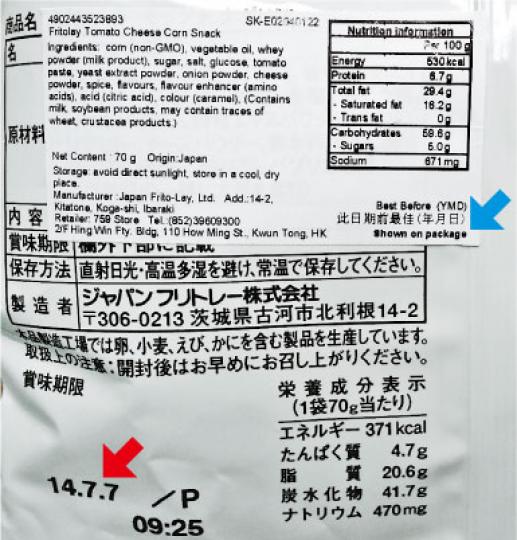 商品名 4902443523893
Fritolay Tomato Cheese Corn Snack
Ingredients: corn (non-GMO), vegetable oil, whey
powder (milk product), sugar, salt, glucose, tomato
paste, yeast extract powder, onion powder, cheese
powder, spice, flavours, flavour enhancer (amino
acids), acid (citric acid), colour (caramel), (Contains
milk, soybean products, may contain traces of
wheat, crustacea products.)
Net Content : 70 g Origin:Japan
Storage: avoid direct sunlight, store in a cool, dry
place.
Manufacturer :Japan Frito-Lay, Ltd. Add.:14-2,
Kitatone, Koga-shi, Ibaraki
Retailer: 759 Store Tel.:(852)39609300
2/F Hing Win Fty. Bldg, 110 How Ming St., Kwun Tong, HK
Nutrition Information
Per 100 g
Energy 530 kcal
Protein 6.7g
Total fat 29.4g
- Saturated fat 16.2g
- Trans fat 0g
Carbohydrates 59.6g
- Sugars 5.0g
Sodium 671 mg
Best Before (YMD)
此日期前最佳(年月日)
Shown on package
名
原材料
内容
賞味期限
保存方法 直射日光・高温多湿を避け、常温で保存してください。
製造者 ジャパンフリトレー株式会社
〒306-0213 茨城県古河市北利根14-2
本品製造工場では卵、小麦、えび、かにを含む製品を生産しています。
取扱上の注意:開封後はお早めにお召し上がりください。
賞味期限
14.7.7 /P
09:25
栄養成分表示
(1袋70g当たり)
エネルギー 371kcal
たんぱく質 4.7g
脂質 20.6g
炭水化物 41.7g
ナトリウム 470mg